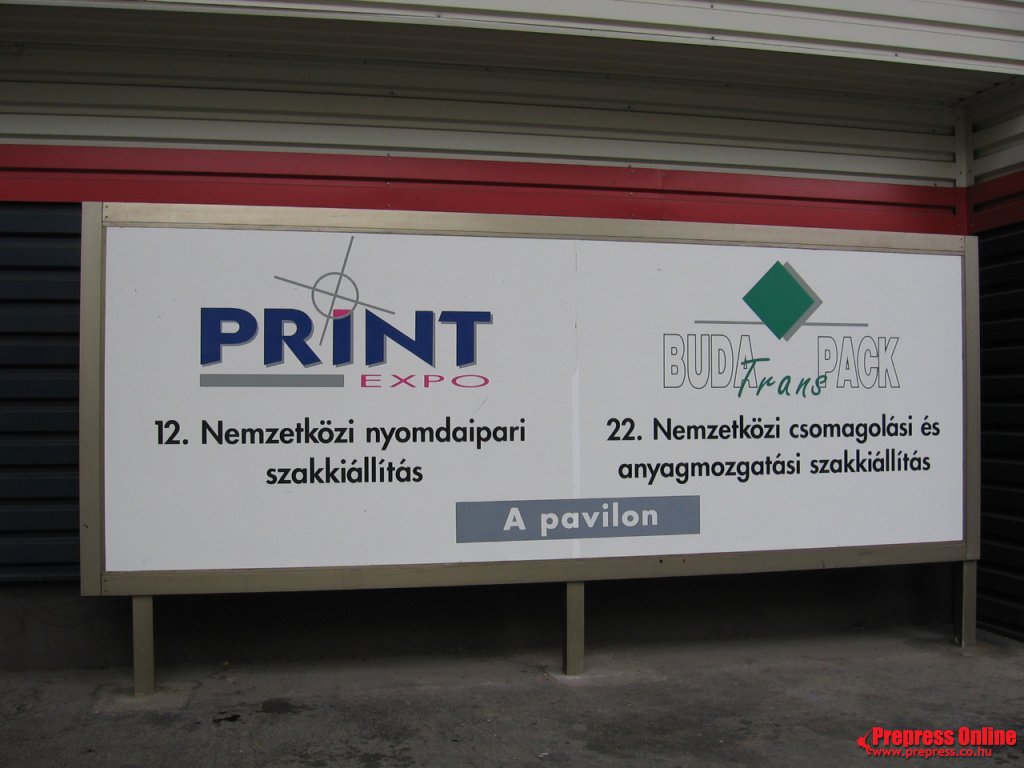 PRINT
EXPO
12. Nemzetközi nyomdaipari
szakkiállítás
BUDA PACK
Trans
22. Nemzetközi csomagolási és
anyagmozgatási szakkiállítás
A pavilon
Prepress Online
www.prepress.co.hu